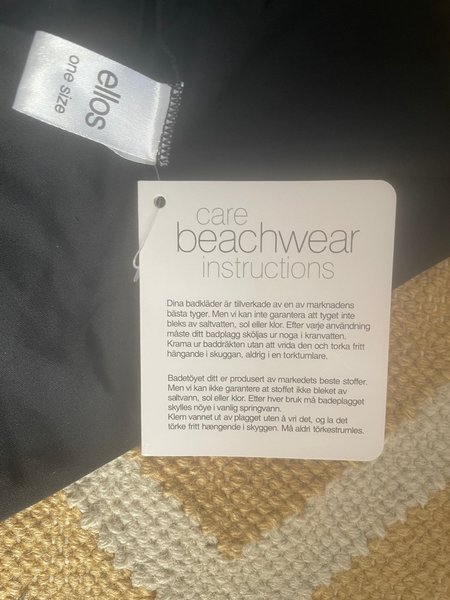 ellos
one size
care
beachwear
instructions
Dina badkläder är tillverkade av en av marknadens
bästa tyger. Men vi kan inte garantera att tyget inte
bleks av saltvatten, sol eller klor. Efter varje användning
måste ditt badplagg sköljas ur noga i kranvatten.
Krama ur baddräkten utan att vrida den och torka fritt
hängande i skuggan, aldrig i en torktumlare.
Badetöyet ditt er produsert av markedets beste stoffer.
Men vi kan ikke garantere at stoffet ikke bleket av
saltvann, sol eller klor. Etter hver bruk må badeplagget
skylles nöye i vanlig springvann.
Klem vannet ut av plagget uten å vri det, og la det
törke fritt hængende i skyggen. Må aldri törkestrumles.